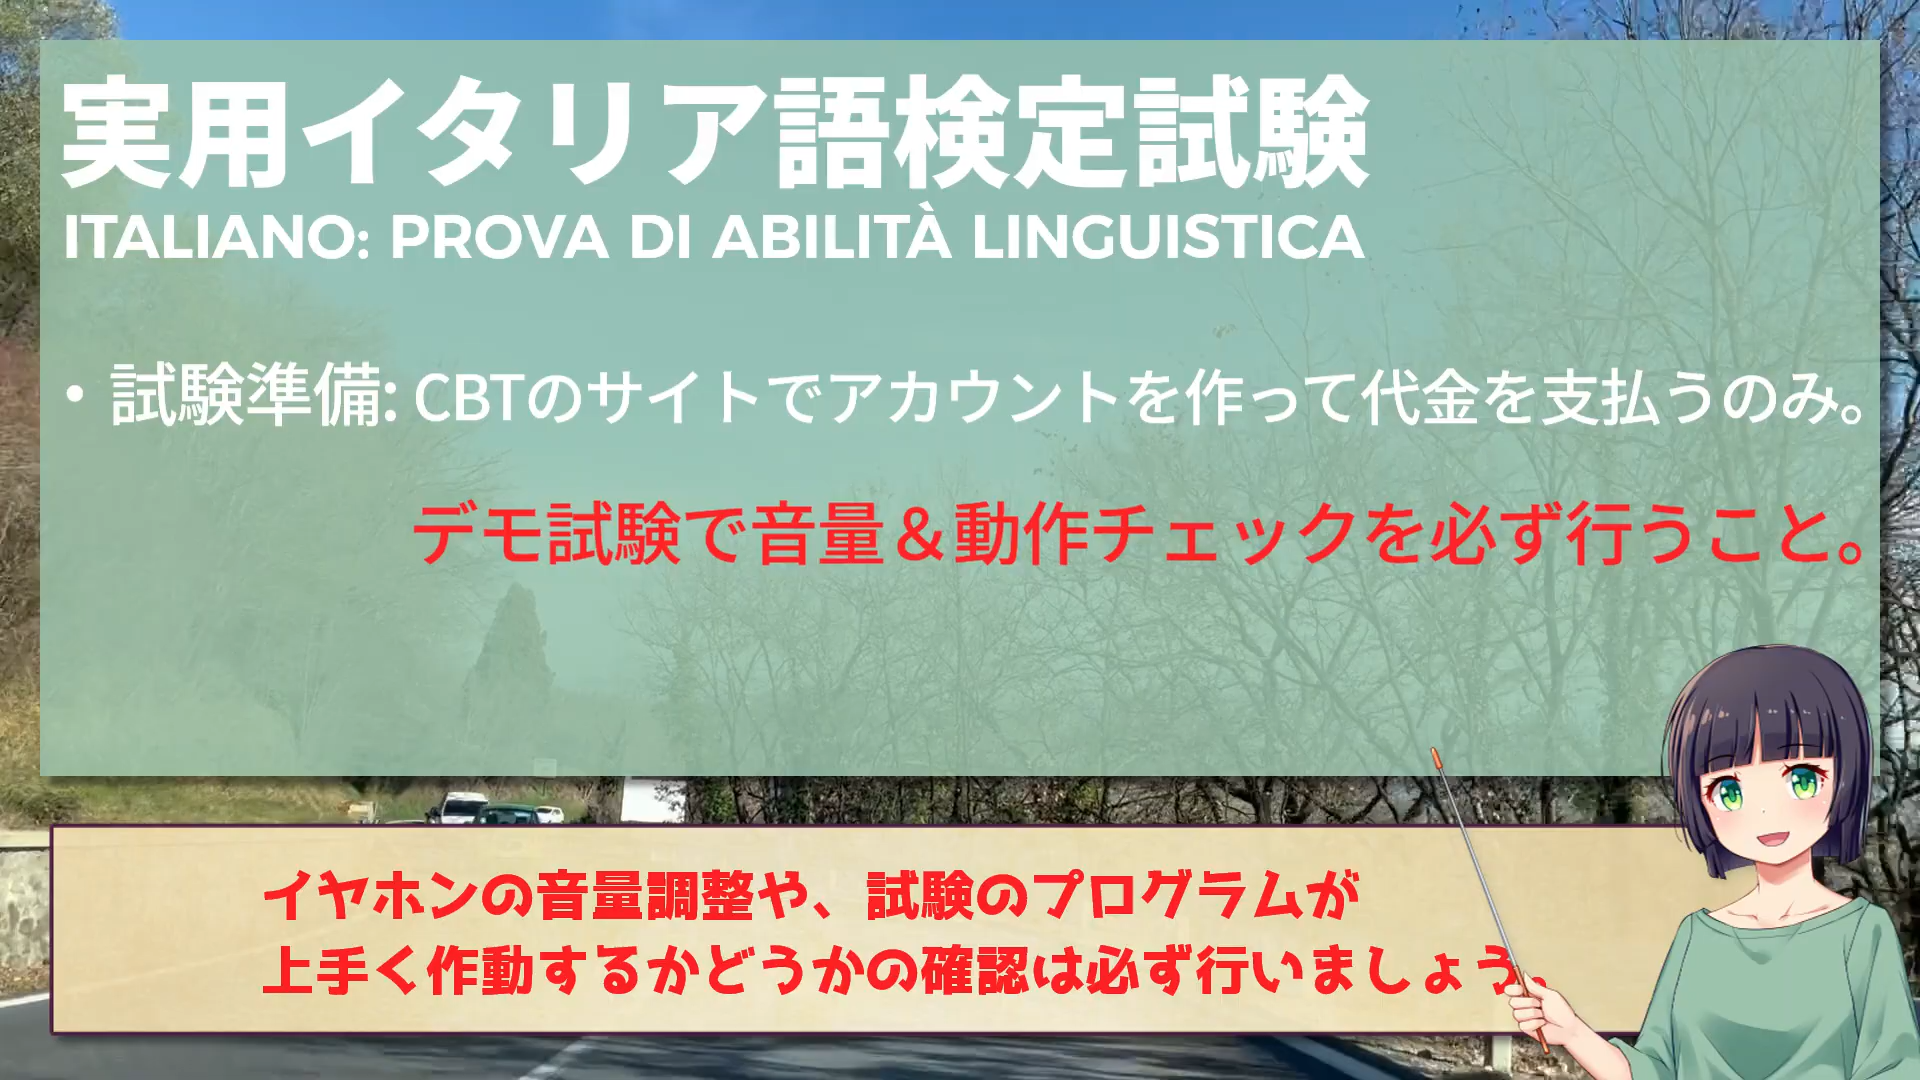 実用イタリア語検定試験
ITALIANO: PROVA DI ABILITÀ LINGUISTICA
・試験準備: CBTのサイトでアカウントを作って代金を支払うのみ。
デモ試験で音量＆動作チェックを必ず行うこと。
イヤホンの音量調整や、試験のプログラムが
上手く作動するかどうかの確認は必ず行いましょう。